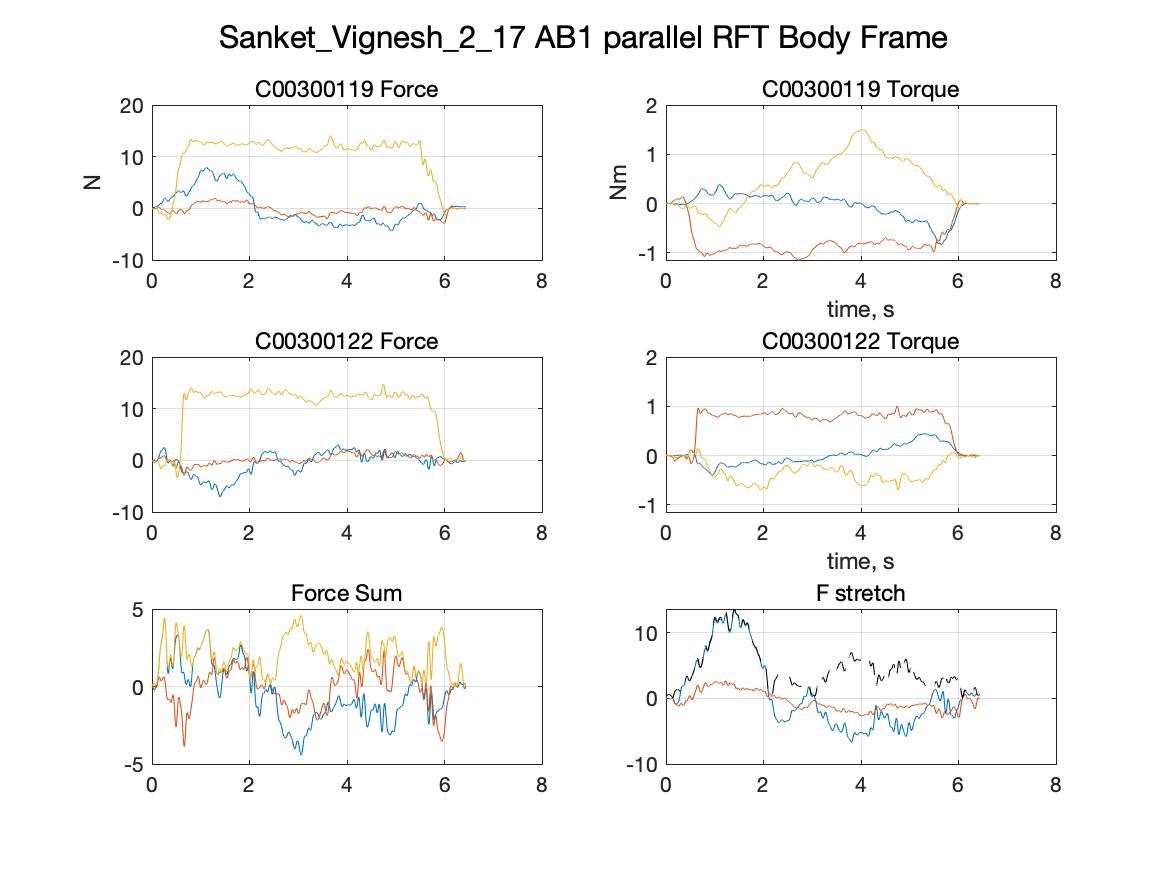 Sanket_Vignesh_2_17 AB1 parallel RFT Body Frame
C00300119 Force
20
10
0
-10
N
0 2 4 6 8
C00300119 Torque
2
1
0
-1
Nm
0 2 4 6 8
time, s
C00300122 Force
20
10
0
-10
0 2 4 6 8
C00300122 Torque
2
1
0
-1
0 2 4 6 8
time, s
Force Sum
5
0
-5
0 2 4 6 8
F stretch
10
0
-10
0 2 4 6 8